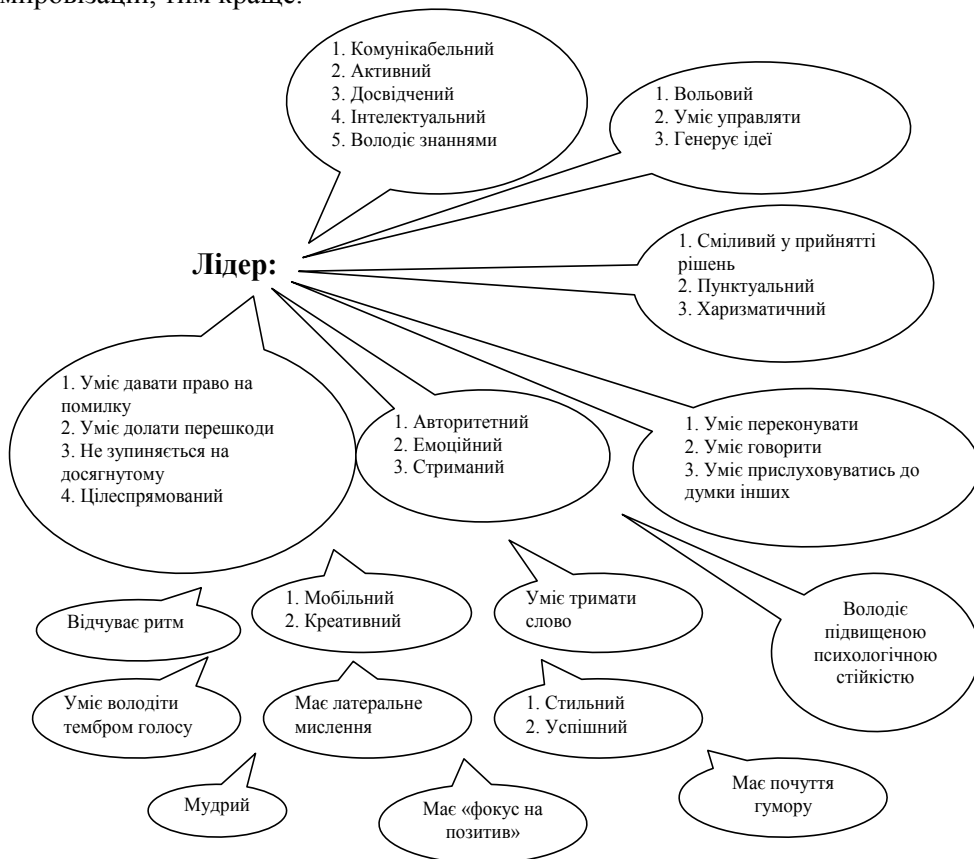 мпровізації, тим краще.
1. Комунікабельний
2. Активний
3. Досвідчений
4. Інтелектуальний
5. Володіє знаннями
1. Вольовий
2. Уміє управляти
3. Генерує ідеї
Лідер:
1. Сміливий у прийнятті
рішень
2. Пунктуальний
3. Харизматичний
1. Уміє давати право на
помилку
2. Уміє долати перешкоди
3. Не зупиняється на
досягнутому
4. Цілеспрямований
1. Авторитетний
2. Емоційний
3. Стриманий
1. Уміє переконувати
2. Уміє говорити
3. Уміє прислуховуватись до
думки інших
Відчуває ритм
1. Мобільний
2. Креативний
Уміє тримати
слово
Володіє
підвищеною
психологічною
стійкістю
Уміє володіти
тембром голосу
Має латеральне
мислення
1. Стильний
2. Успішний
Мудрий
Має «фокус на
позитив»
Має почуття
гумору